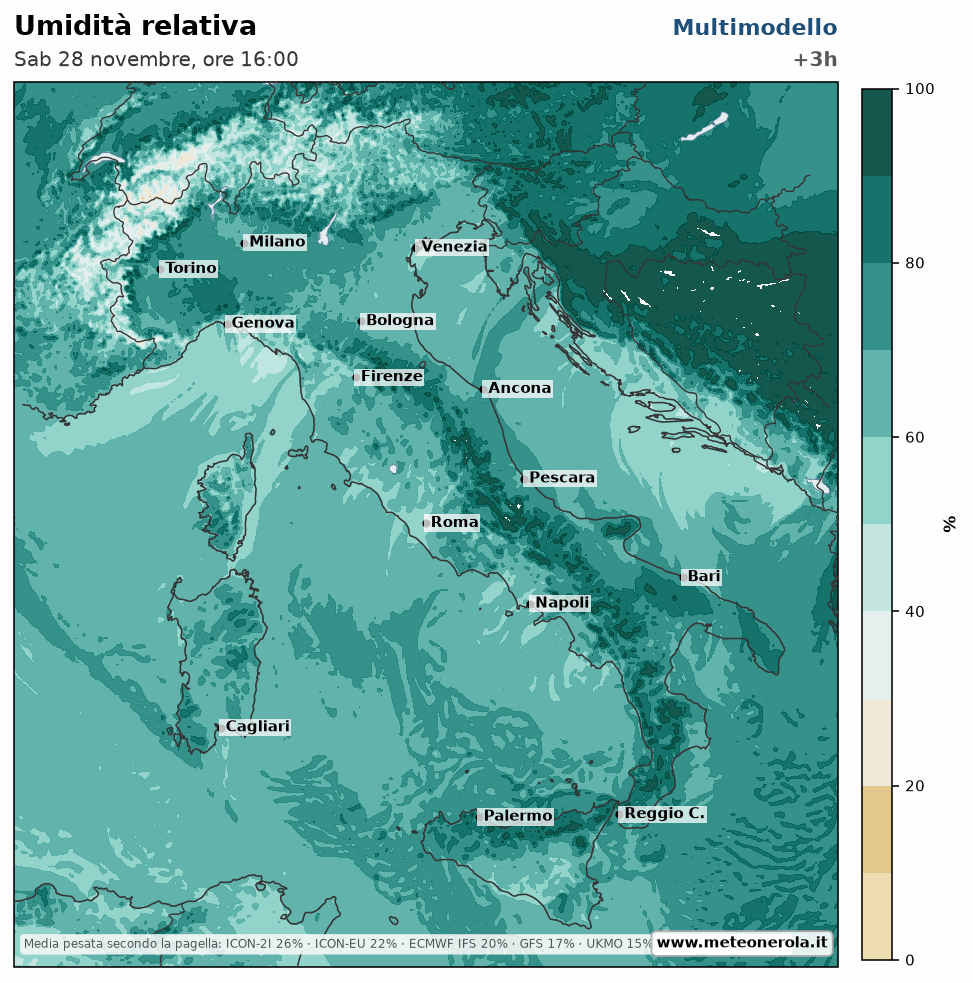 Umidità relativa
Multimodello
Sab 28 novembre, ore 16:00
+3h
100
80
60
40
20
0
%
Milano
Venezia
Torino
Genova
Bologna
Firenze
Ancona
Pescara
Roma
Bari
Napoli
Cagliari
Palermo
Reggio C.
Media pesata secondo la pagella: ICON-2I 26% · ICON-EU 22% · ECMWF IFS 20% · GFS 17% · UKMO 15%
www.meteonerola.it